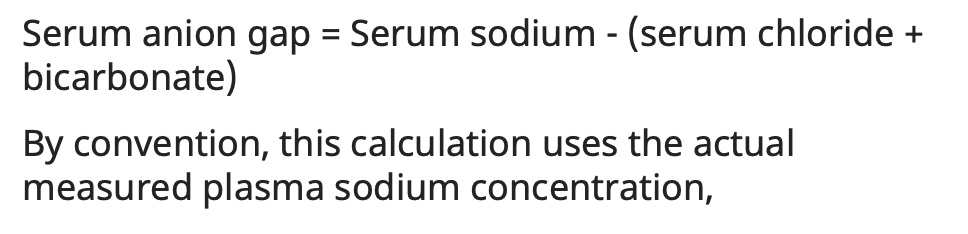 Serum anion gap = Serum sodium - (serum chloride +
bicarbonate)
By convention, this calculation uses the actual
measured plasma sodium concentration,